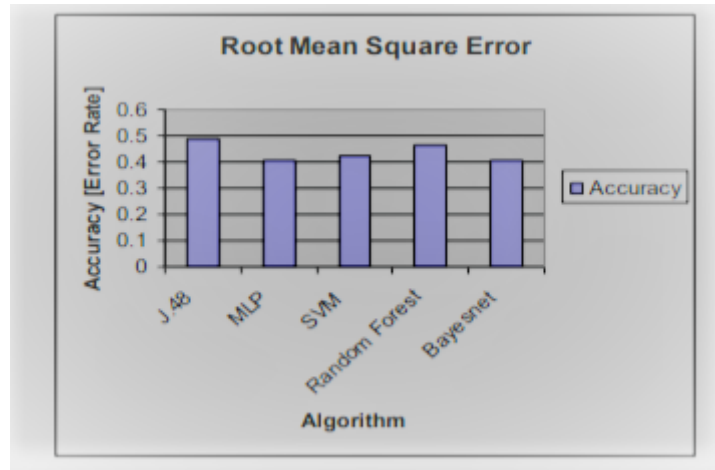 Root Mean Square Error
Accuracy [Error Rate]
0.6
0.5
0.4
0.3
0.2
0.1
0
J.48
MLP
SVM
Random Forest
Bayesnet
Algorithm
Accuracy